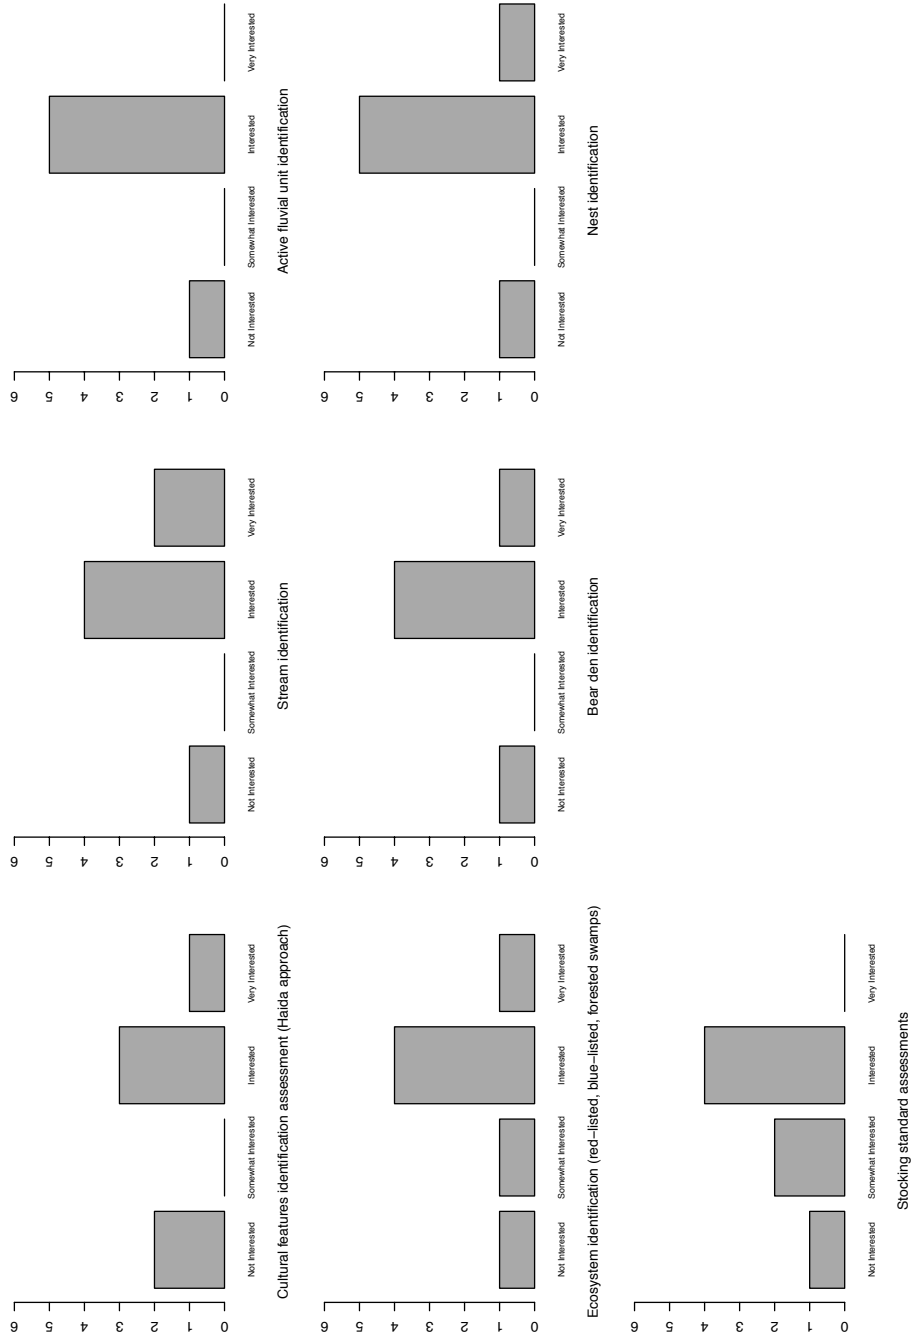 6
5
4
3
2
1
0
Not Interested
Somewhat Interested
Interested
Very Interested
Cultural features identification assessment (Haida approach)
6
5
4
3
2
1
0
Not Interested
Somewhat Interested
Interested
Very Interested
Stream identification
6
5
4
3
2
1
0
Not Interested
Somewhat Interested
Interested
Very Interested
Active fluvial unit identification
6
5
4
3
2
1
0
Not Interested
Somewhat Interested
Interested
Very Interested
Ecosystem identification (red−listed, blue−listed, forested swamps)
6
5
4
3
2
1
0
Not Interested
Somewhat Interested
Interested
Very Interested
Bear den identification
6
5
4
3
2
1
0
Not Interested
Somewhat Interested
Interested
Very Interested
Nest identification
6
5
4
3
2
1
0
Not Interested
Somewhat Interested
Interested
Very Interested
Stocking standard assessments